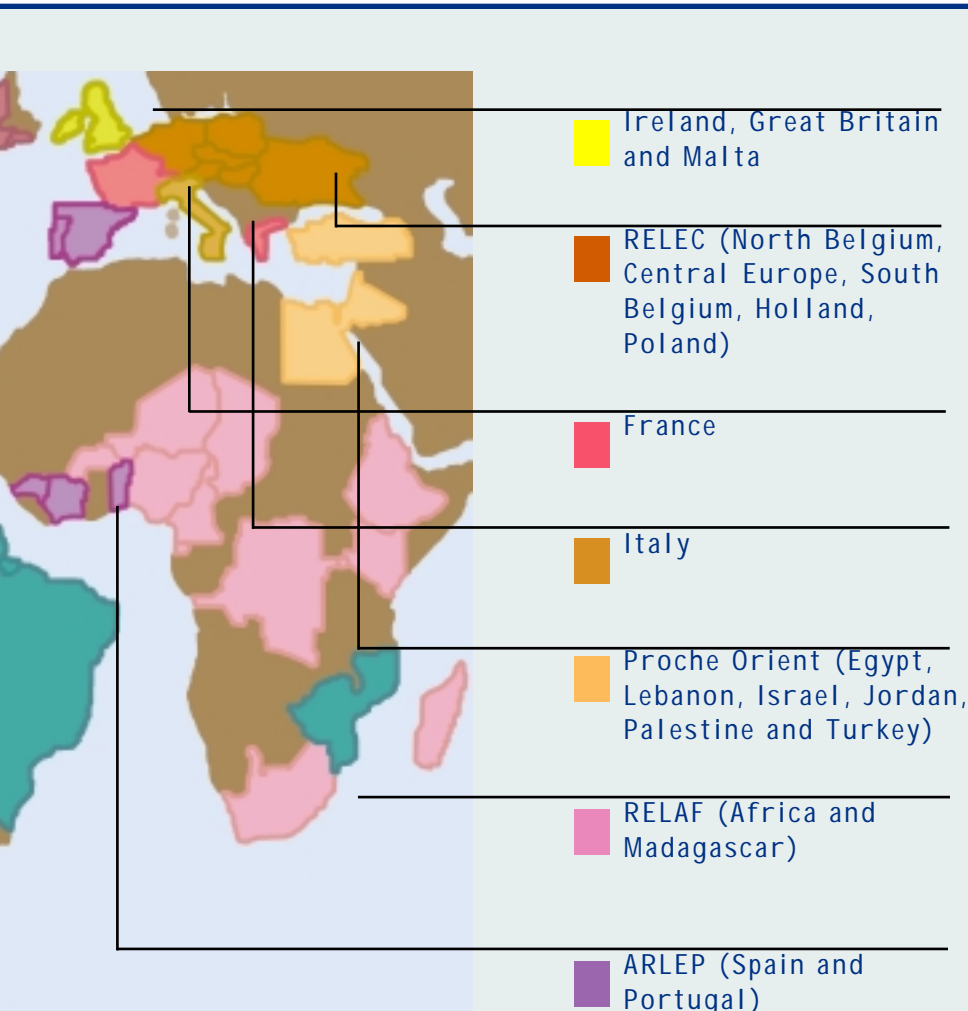 Ireland, Great Britain
and Malta
RELEC (North Belgium,
Central Europe, South
Belgium, Holland,
Poland)
France
Italy
Proche Orient (Egypt,
Lebanon, Israel, Jordan,
Palestine and Turkey)
RELAF (Africa and
Madagascar)
ARLEP (Spain and
Portugal)